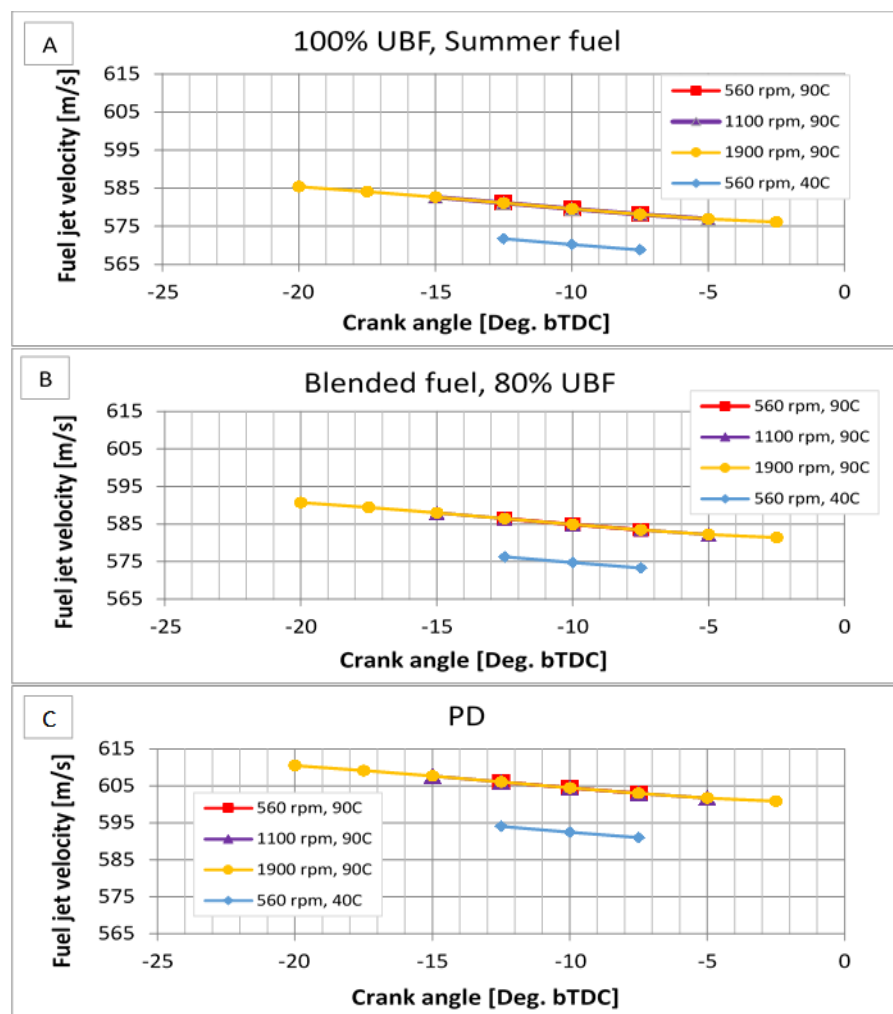 A
100% UBF, Summer fuel
Fuel jet velocity [m/s]
615
605
595
585
575
565
-25
-20
-15
-10
-5
0
Crank angle [Deg. bTDC]
560 rpm, 90C
1100 rpm, 90C
1900 rpm, 90C
560 rpm, 40C
B
Blended fuel, 80% UBF
Fuel jet velocity [m/s]
615
605
595
585
575
565
-25
-20
-15
-10
-5
0
Crank angle [Deg. bTDC]
560 rpm, 90C
1100 rpm, 90C
1900 rpm, 90C
560 rpm, 40C
C
PD
Fuel jet velocity [m/s]
615
605
595
585
575
565
-25
-20
-15
-10
-5
0
Crank angle [Deg. bTDC]
560 rpm, 90C
1100 rpm, 90C
1900 rpm, 90C
560 rpm, 40C